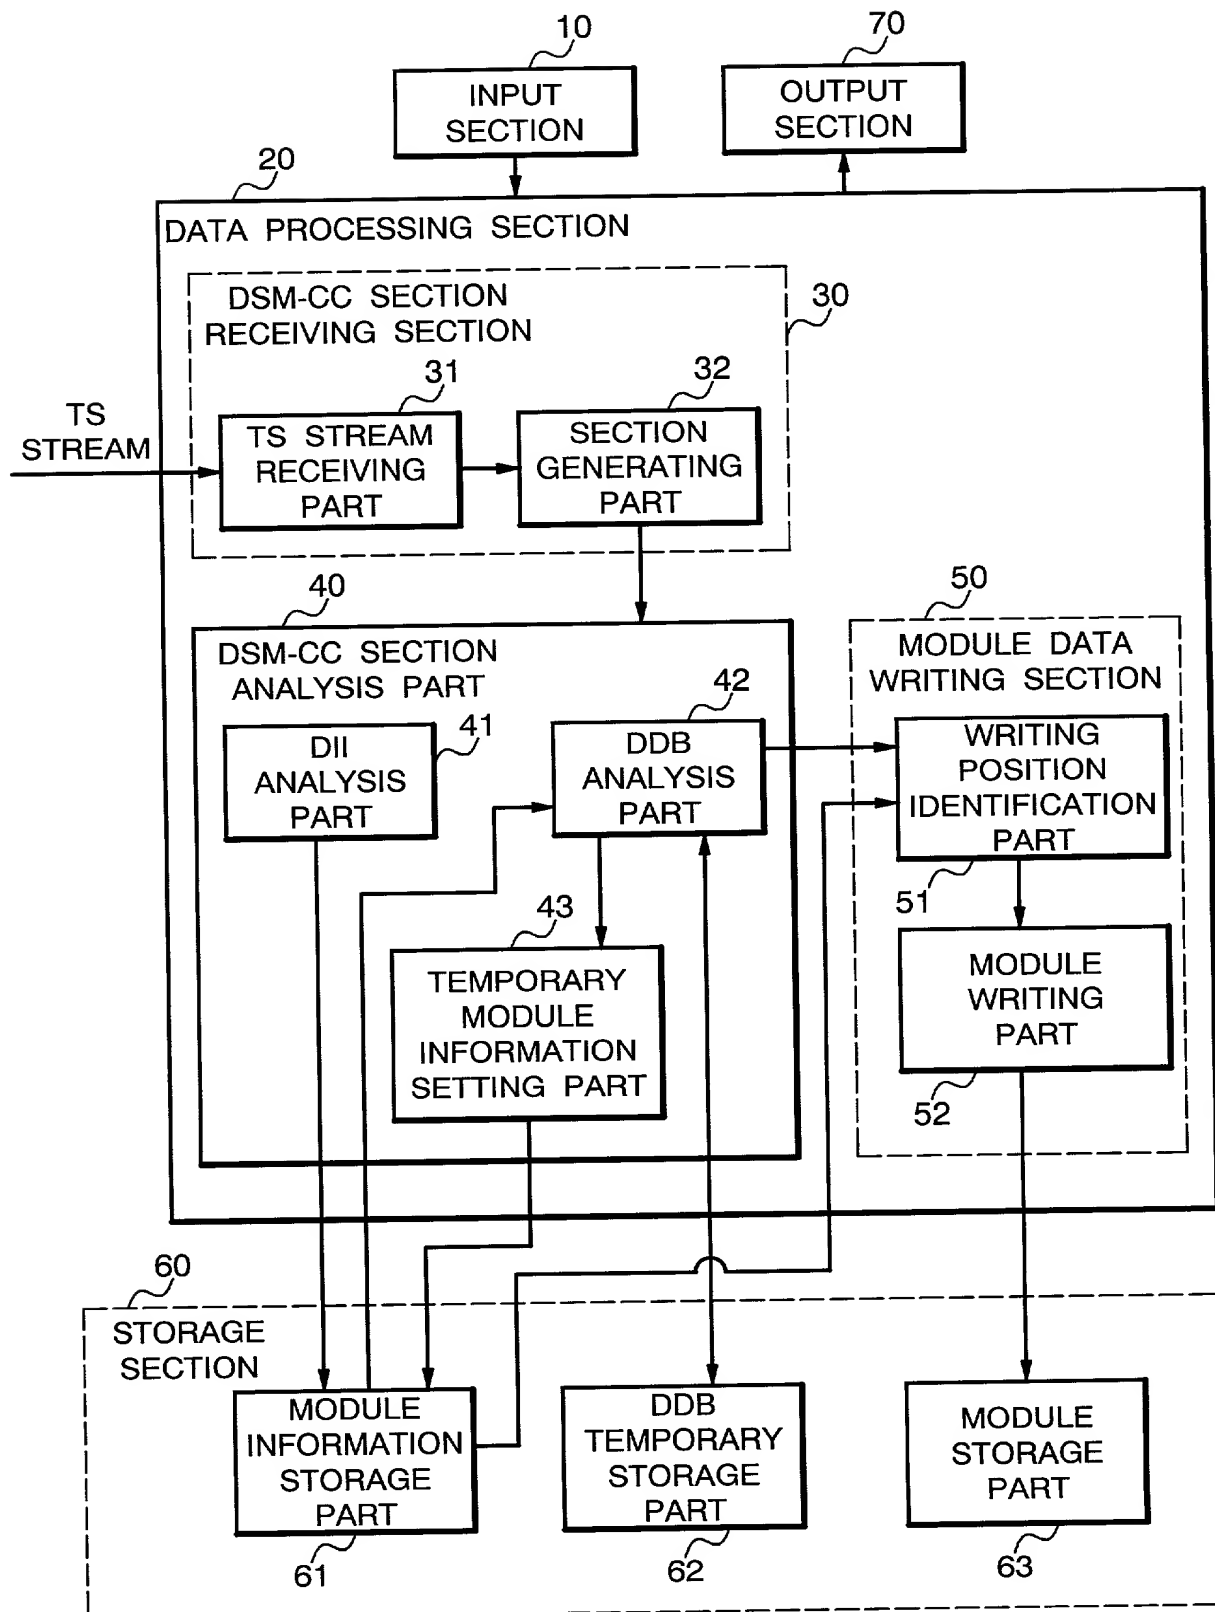 10
INPUT
SECTION
70
OUTPUT
SECTION
20
DATA PROCESSING SECTION
DSM-CC SECTION
RECEIVING SECTION
30
TS
STREAM
31
TS STREAM
RECEIVING
PART
32
SECTION
GENERATING
PART
40
DSM-CC SECTION
ANALYSIS PART
DII
ANALYSIS
PART
41
42
DDB
ANALYSIS
PART
43
TEMPORARY
MODULE
INFORMATION
SETTING PART
50
MODULE DATA
WRITING SECTION
WRITING
POSITION
IDENTIFICATION
PART
51
MODULE
WRITING
PART
52
60
STORAGE
SECTION
MODULE
INFORMATION
STORAGE
PART
61
DDB
TEMPORARY
STORAGE
PART
62
MODULE
STORAGE
PART
63